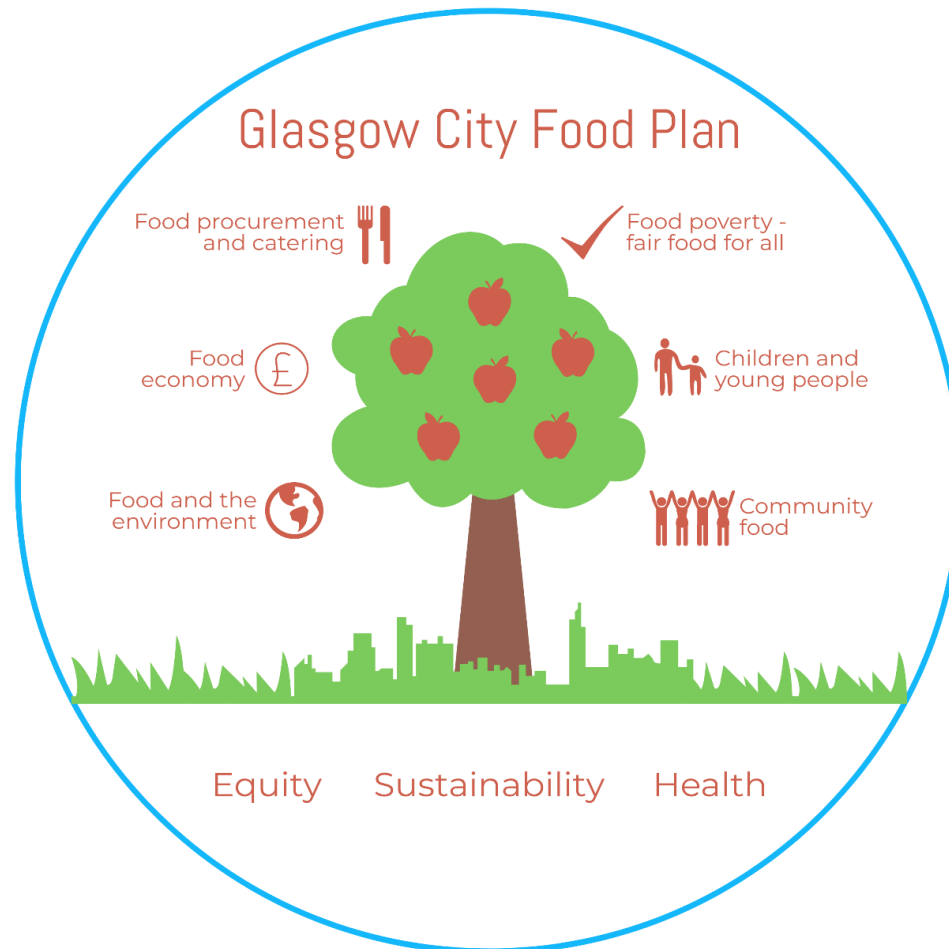 Glasgow City Food Plan
Food procurement
and catering
Food poverty -
fair food for all
Food
economy
£
Children and
young people
Food and the
environment
Community
food
Equity Sustainability Health